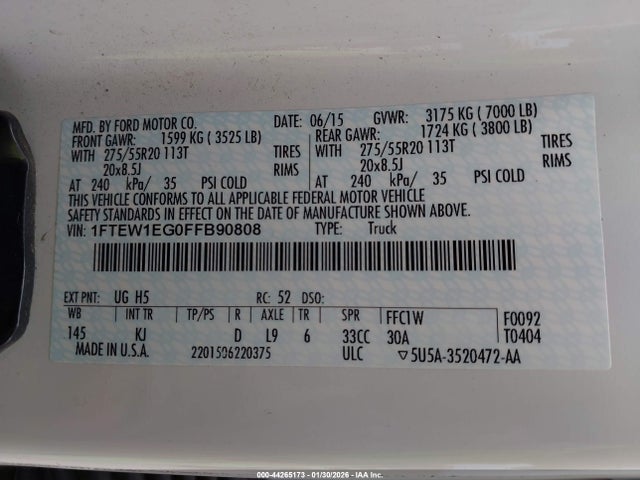 MFD. BY FORD MOTOR CO. DATE: 06/15 GVWR: 3175 KG ( 7000 LB)
FRONT GAWR: 1599 KG ( 3525 LB) REAR GAWR: 1724 KG ( 3800 LB)
WITH 275/55R20 113T TIRES WITH 275/55R20 113T TIRES
20x8.5J RIMS 20x8.5J RIMS
AT 240 kPa/ 35 PSI COLD AT 240 kPa/ 35 PSI COLD
THIS VEHICLE CONFORMS TO ALL APPLICABLE FEDERAL MOTOR VEHICLE
SAFETY STANDARDS IN EFFECT ON THE DATE OF MANUFACTURE SHOWN ABOVE.
VIN: 1FTEW1EG0FFB90808 TYPE: Truck
EXT PNT: UG H5 RC: 52 DSO:
WB INT TR TP/PS R AXLE TR SPR FFC1W F0092
145 KJ D L9 6 33CC 30A T0404
MADE IN U.S.A. 2201506220375 ULC ▽5U5A-3520472-AA
000-44265173 - 01/30/2026 - IAA Inc.